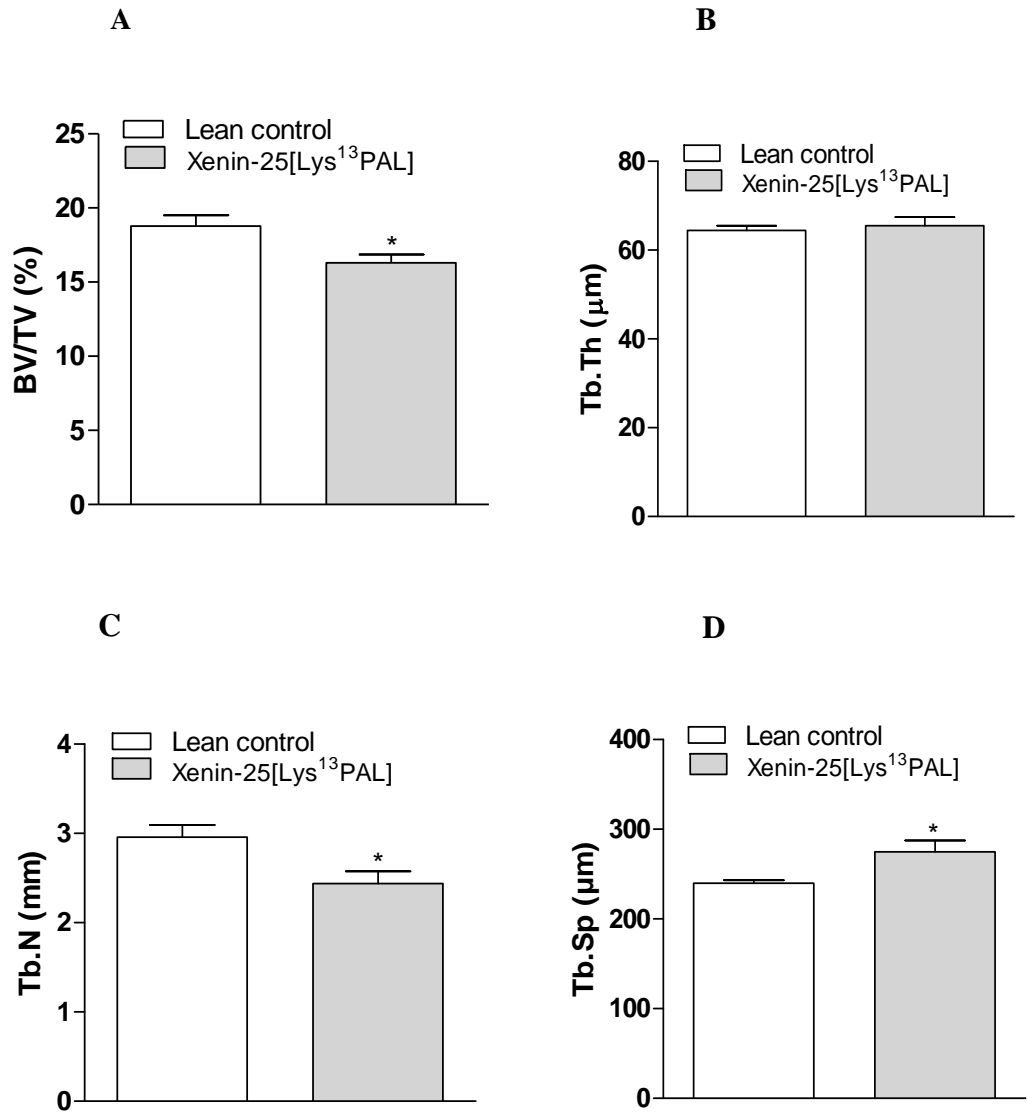 A
Lean control
Xenin-25[Lys¹³PAL]
BV/TV (%)
25
20
15
10
5
0
*
B
Lean control
Xenin-25[Lys¹³PAL]
Tb.Th (μm)
80
60
40
20
0
C
Lean control
Xenin-25[Lys¹³PAL]
Tb.N (mm)
4
3
2
1
0
*
D
Lean control
Xenin-25[Lys¹³PAL]
Tb.Sp (µm)
400
300
200
100
0
*